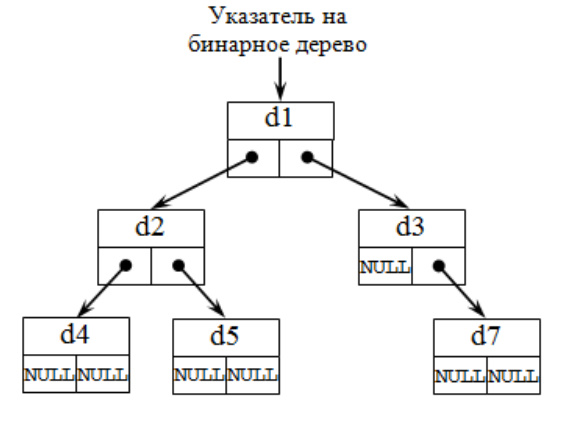 Указатель на
бинарное дерево
d1
d2
d3
NULL
d4
NULL NULL
d5
NULL NULL
d7
NULL NULL